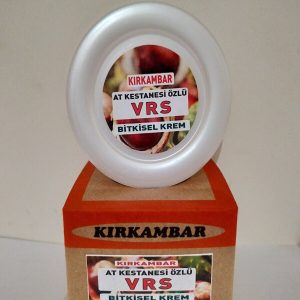 KIRKAMBAR
AT KESTANESİ ÖZLÜ
VRS
BİTKİSEL KREM
KIRKAMBAR
KIRKAMBAR
AT KESTANESİ ÖZLÜ
VRS
BİTKİSEL KREM